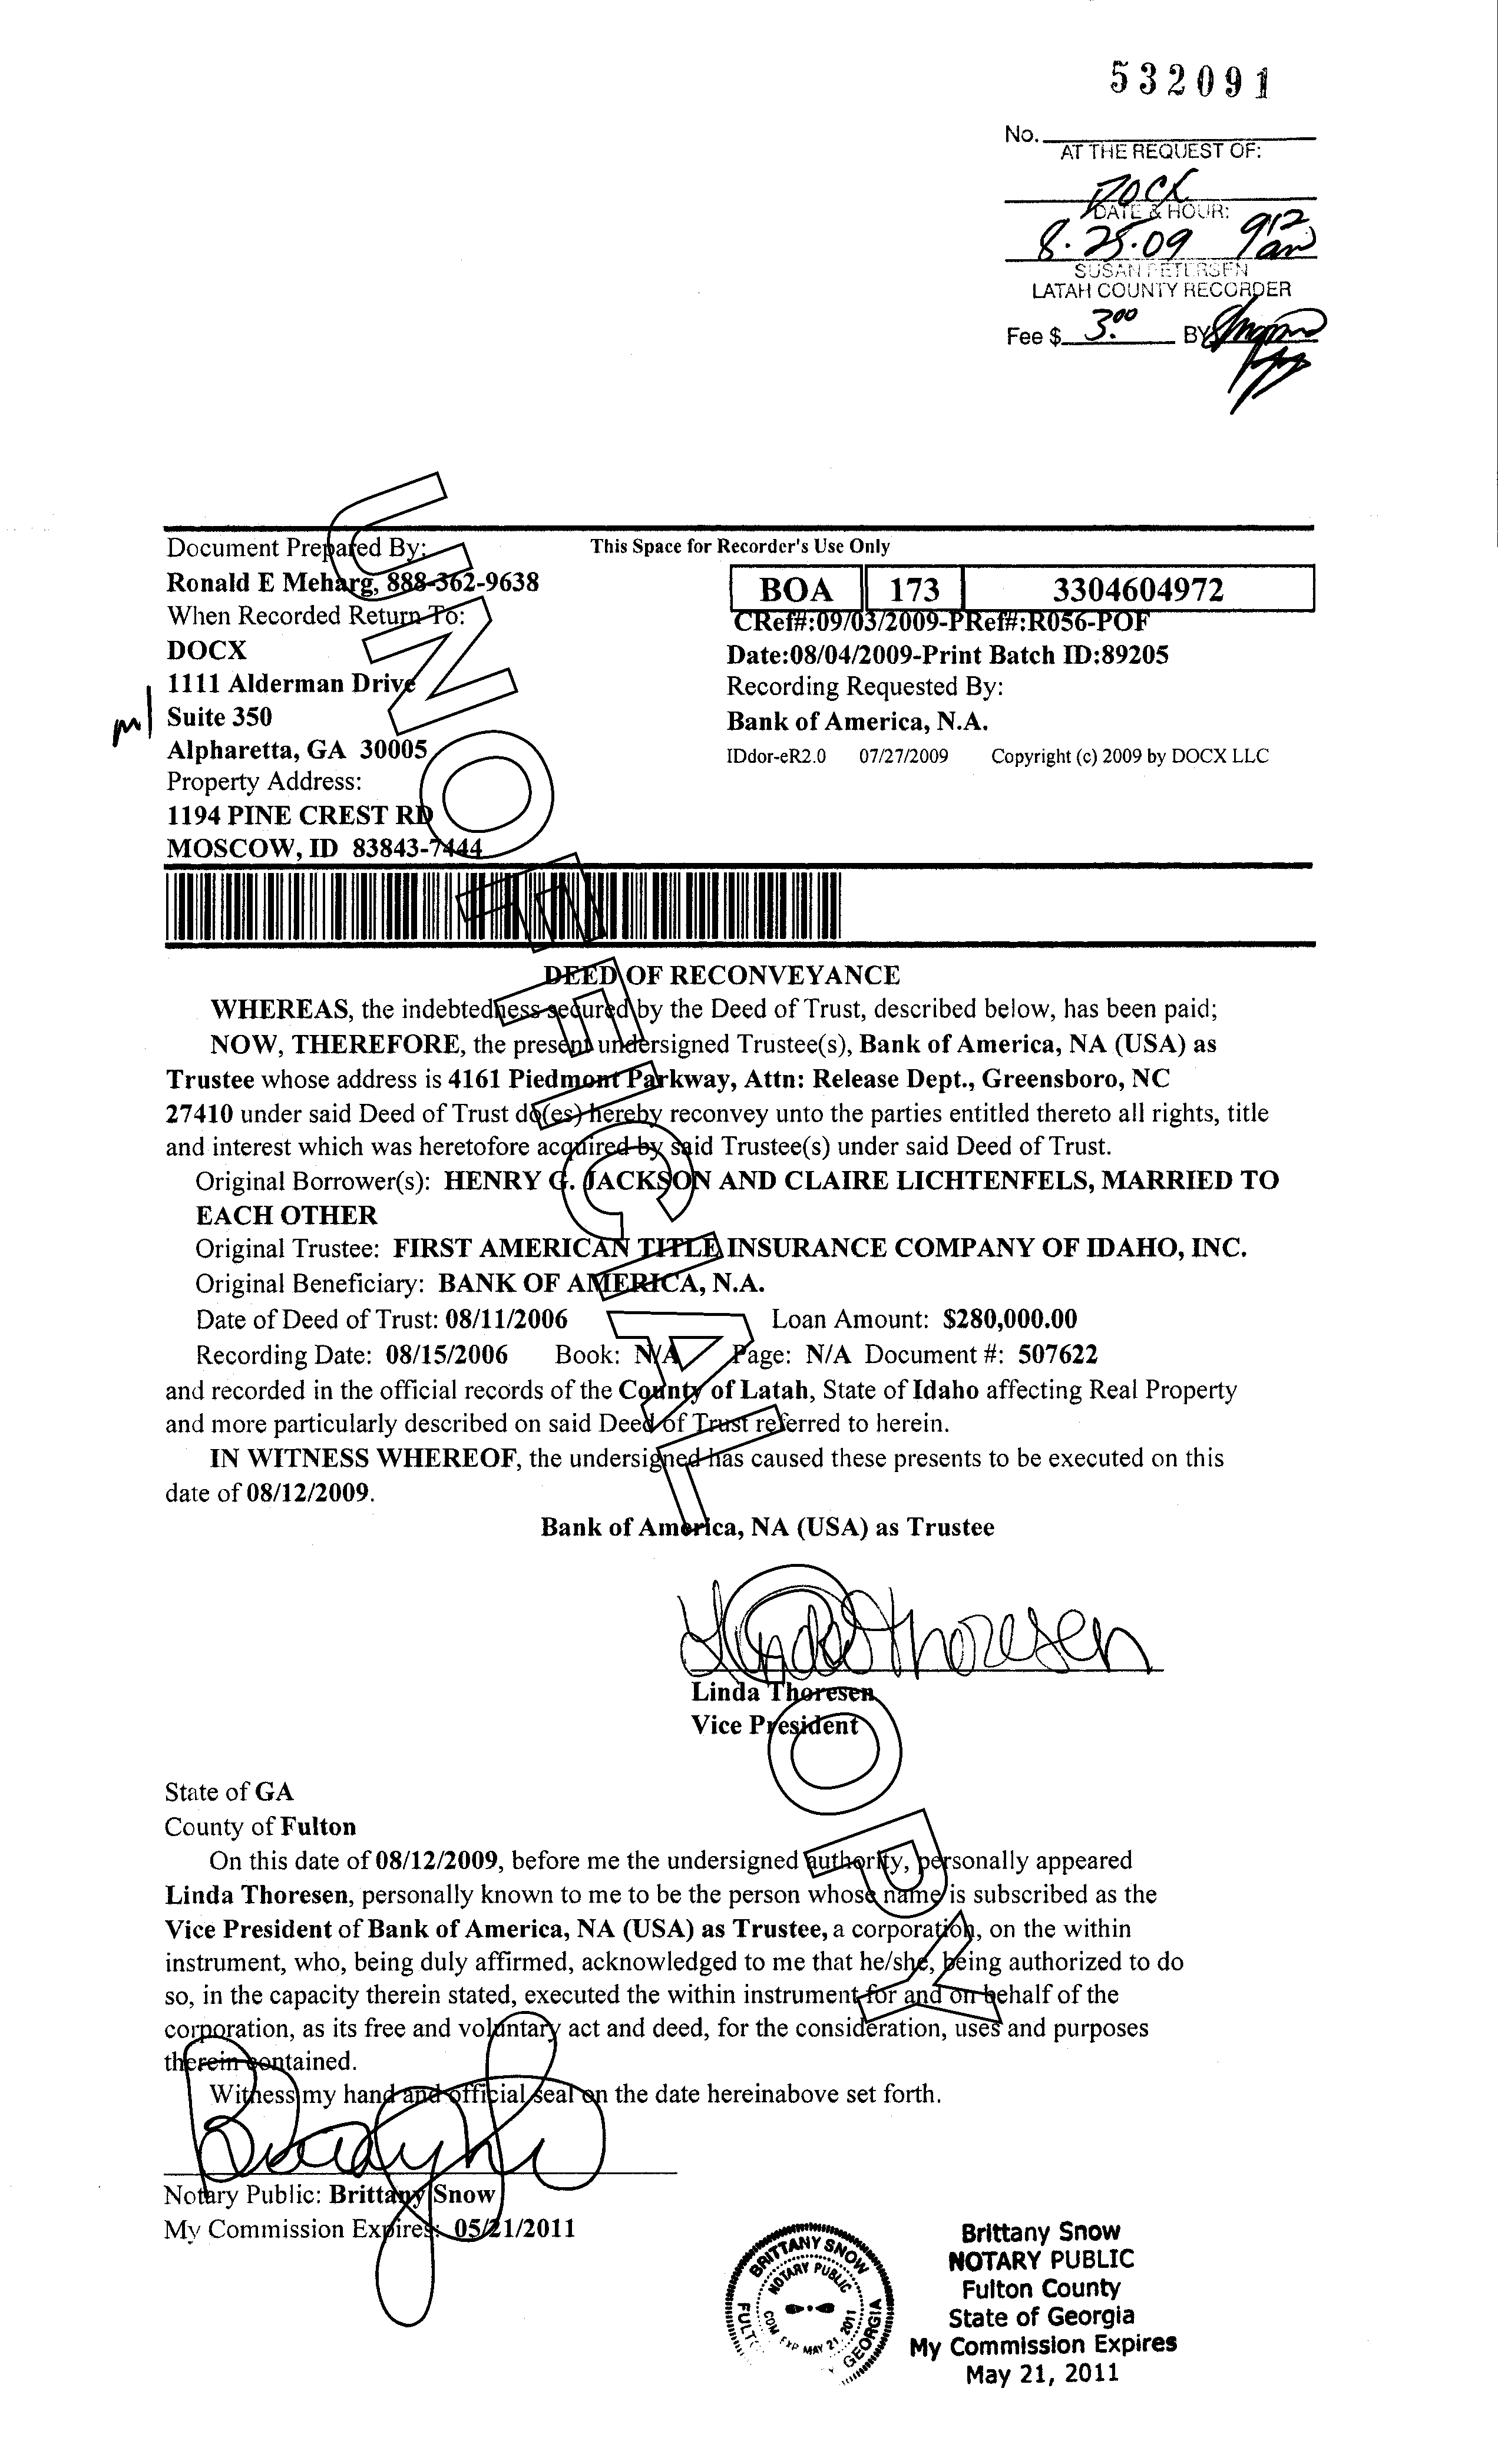 532091
No.
AT THE REQUEST OF:
DOCX
DATE & HOUR:
8.25.09 9:12 am
SUSAN PETERSEN
LATAH COUNTY RECORDER
Fee $ 3.00 BY
Document Prepared By: This Space for Recorder's Use Only
Ronald E Meharg, 888-362-9638
When Recorded Return To:
DOCX
1111 Alderman Drive
Suite 350
Alpharetta, GA 30005
Property Address:
1194 PINE CREST RD
MOSCOW, ID 83843-7444
BOA 173 3304604972
CRef#:09/03/2009-PRef#:R056-POF
Date:08/04/2009-Print Batch ID:89205
Recording Requested By:
Bank of America, N.A.
IDdor-eR2.0 07/27/2009 Copyright (c) 2009 by DOCX LLC
UNOFFICIAL COPY
DEED OF RECONVEYANCE
WHEREAS, the indebtedness secured by the Deed of Trust, described below, has been paid;
NOW, THEREFORE, the present undersigned Trustee(s), Bank of America, NA (USA) as
Trustee whose address is 4161 Piedmont Parkway, Attn: Release Dept., Greensboro, NC
27410 under said Deed of Trust do(es) hereby reconvey unto the parties entitled thereto all rights, title
and interest which was heretofore acquired by said Trustee(s) under said Deed of Trust.
Original Borrower(s): HENRY G. JACKSON AND CLAIRE LICHTENFELS, MARRIED TO
EACH OTHER
Original Trustee: FIRST AMERICAN TITLE INSURANCE COMPANY OF IDAHO, INC.
Original Beneficiary: BANK OF AMERICA, N.A.
Date of Deed of Trust: 08/11/2006 Loan Amount: $280,000.00
Recording Date: 08/15/2006 Book: N/A Page: N/A Document #: 507622
and recorded in the official records of the County of Latah, State of Idaho affecting Real Property
and more particularly described on said Deed of Trust referred to herein.
IN WITNESS WHEREOF, the undersigned has caused these presents to be executed on this
date of 08/12/2009.
Bank of America, NA (USA) as Trustee
Linda Thoresen
Linda Thoresen
Vice President
State of GA
County of Fulton
On this date of 08/12/2009, before me the undersigned authority, personally appeared
Linda Thoresen, personally known to me to be the person whose name is subscribed as the
Vice President of Bank of America, NA (USA) as Trustee, a corporation, on the within
instrument, who, being duly affirmed, acknowledged to me that he/she, being authorized to do
so, in the capacity therein stated, executed the within instrument for and on behalf of the
corporation, as its free and voluntary act and deed, for the consideration, uses and purposes
therein contained.
Witness my hand and official seal on the date hereinabove set forth.
Notary Public: Brittany Snow
My Commission Expires: 05/21/2011
BRITTANY SNOW
NOTARY PUBLIC
COM EXP MAY 21, 2011
GEORGIA
Brittany Snow
NOTARY PUBLIC
Fulton County
State of Georgia
My Commission Expires
May 21, 2011